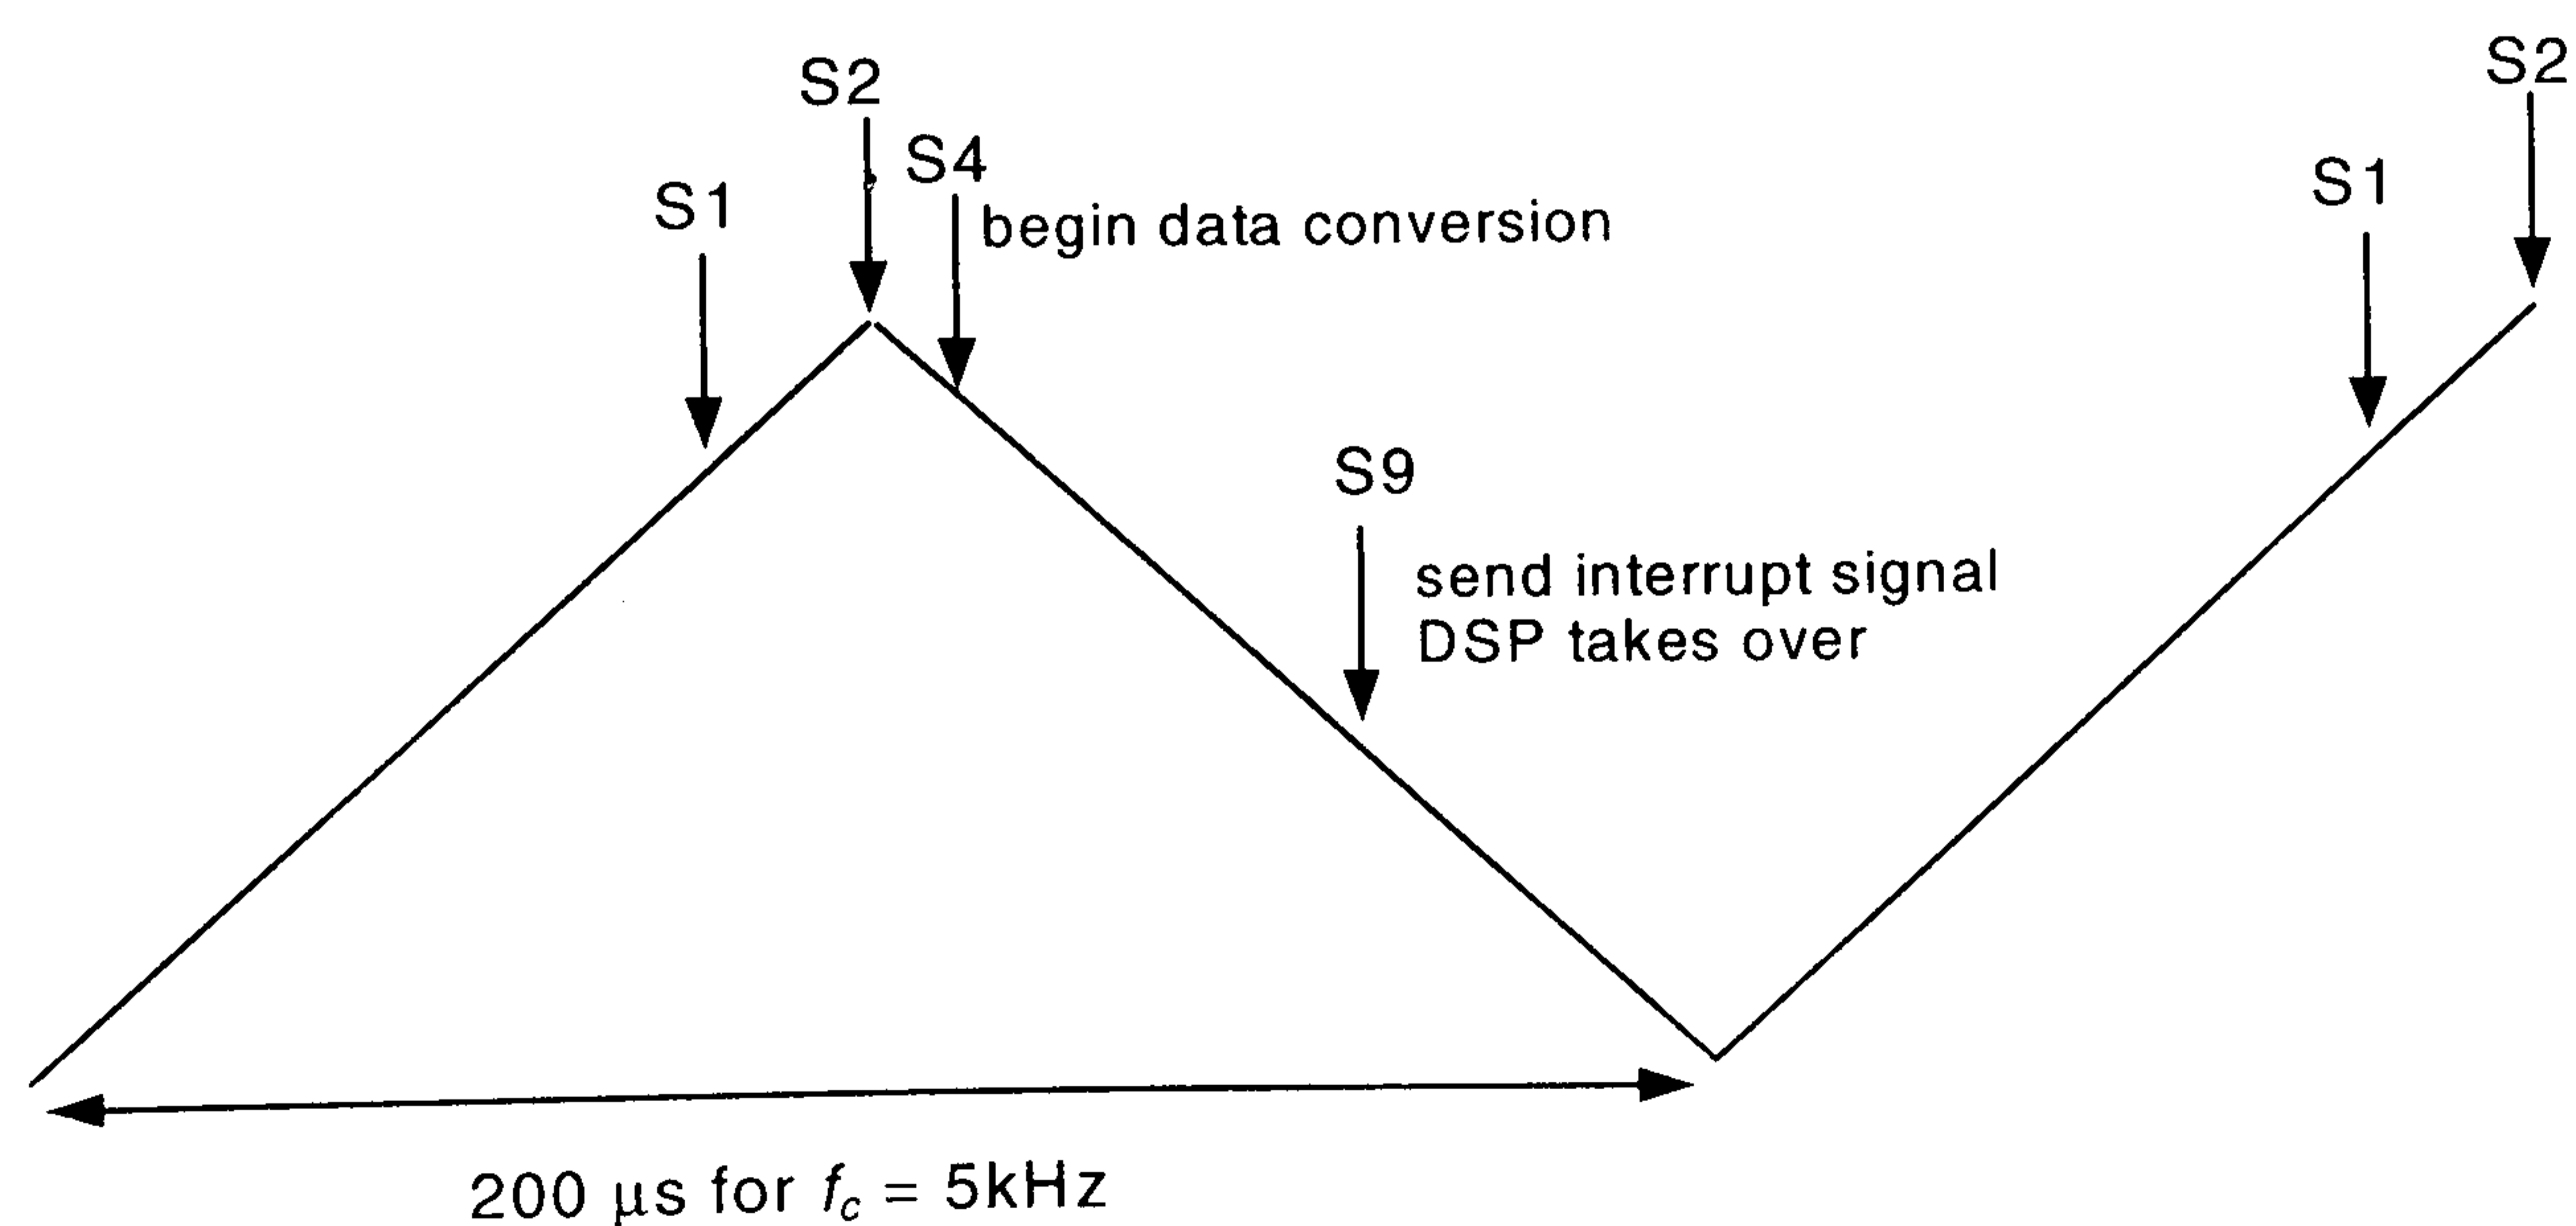 S2
S2
S4
S1
S1
begin data conversion
S9
send interrupt signal
DSP takes over
200 µs for fc = 5kHz